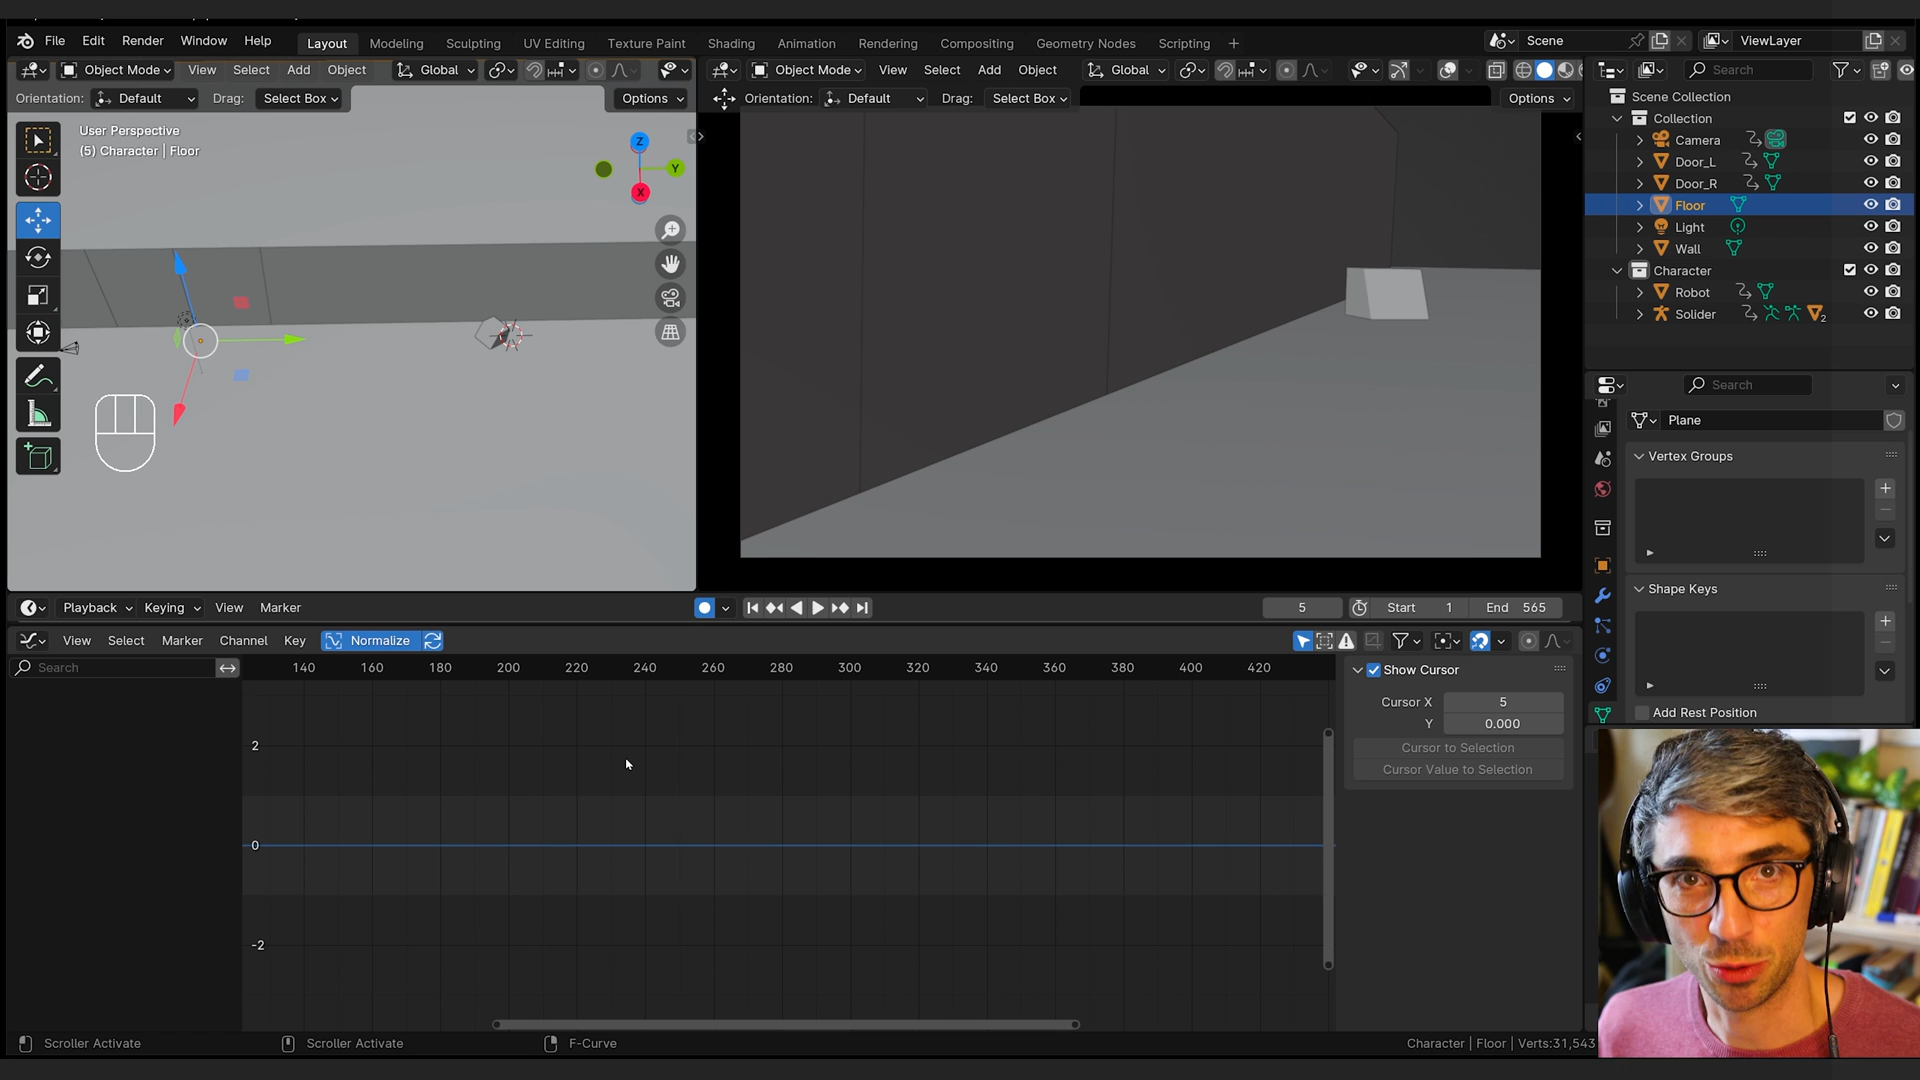 File Edit Render Window Help Layout Modeling Sculpting UV Editing Texture Paint Shading Animation Rendering Compositing Geometry Nodes Scripting + Scene ViewLayer
Object Mode View Select Add Object Global
Object Mode View Select Add Object Global
Search
Orientation: Default Drag: Select Box Options
Orientation: Default Drag: Select Box Options
User Perspective
(5) Character | Floor
Z
Y
X
Scene Collection
Collection
Camera
Door_L
Door_R
Floor
Light
Wall
Character
Robot
Solider 2
Search
Plane
Vertex Groups
Shape Keys
Add Rest Position
Playback Keying View Marker 5 Start 1 End 565
View Select Marker Channel Key Normalize
Search
140 160 180 200 220 240 260 280 300 320 340 360 380 400 420
2
0
-2
Show Cursor
Cursor X 5
Y 0.000
Cursor to Selection
Cursor Value to Selection
Scroller Activate Scroller Activate F-Curve Character | Floor | Verts:31,543